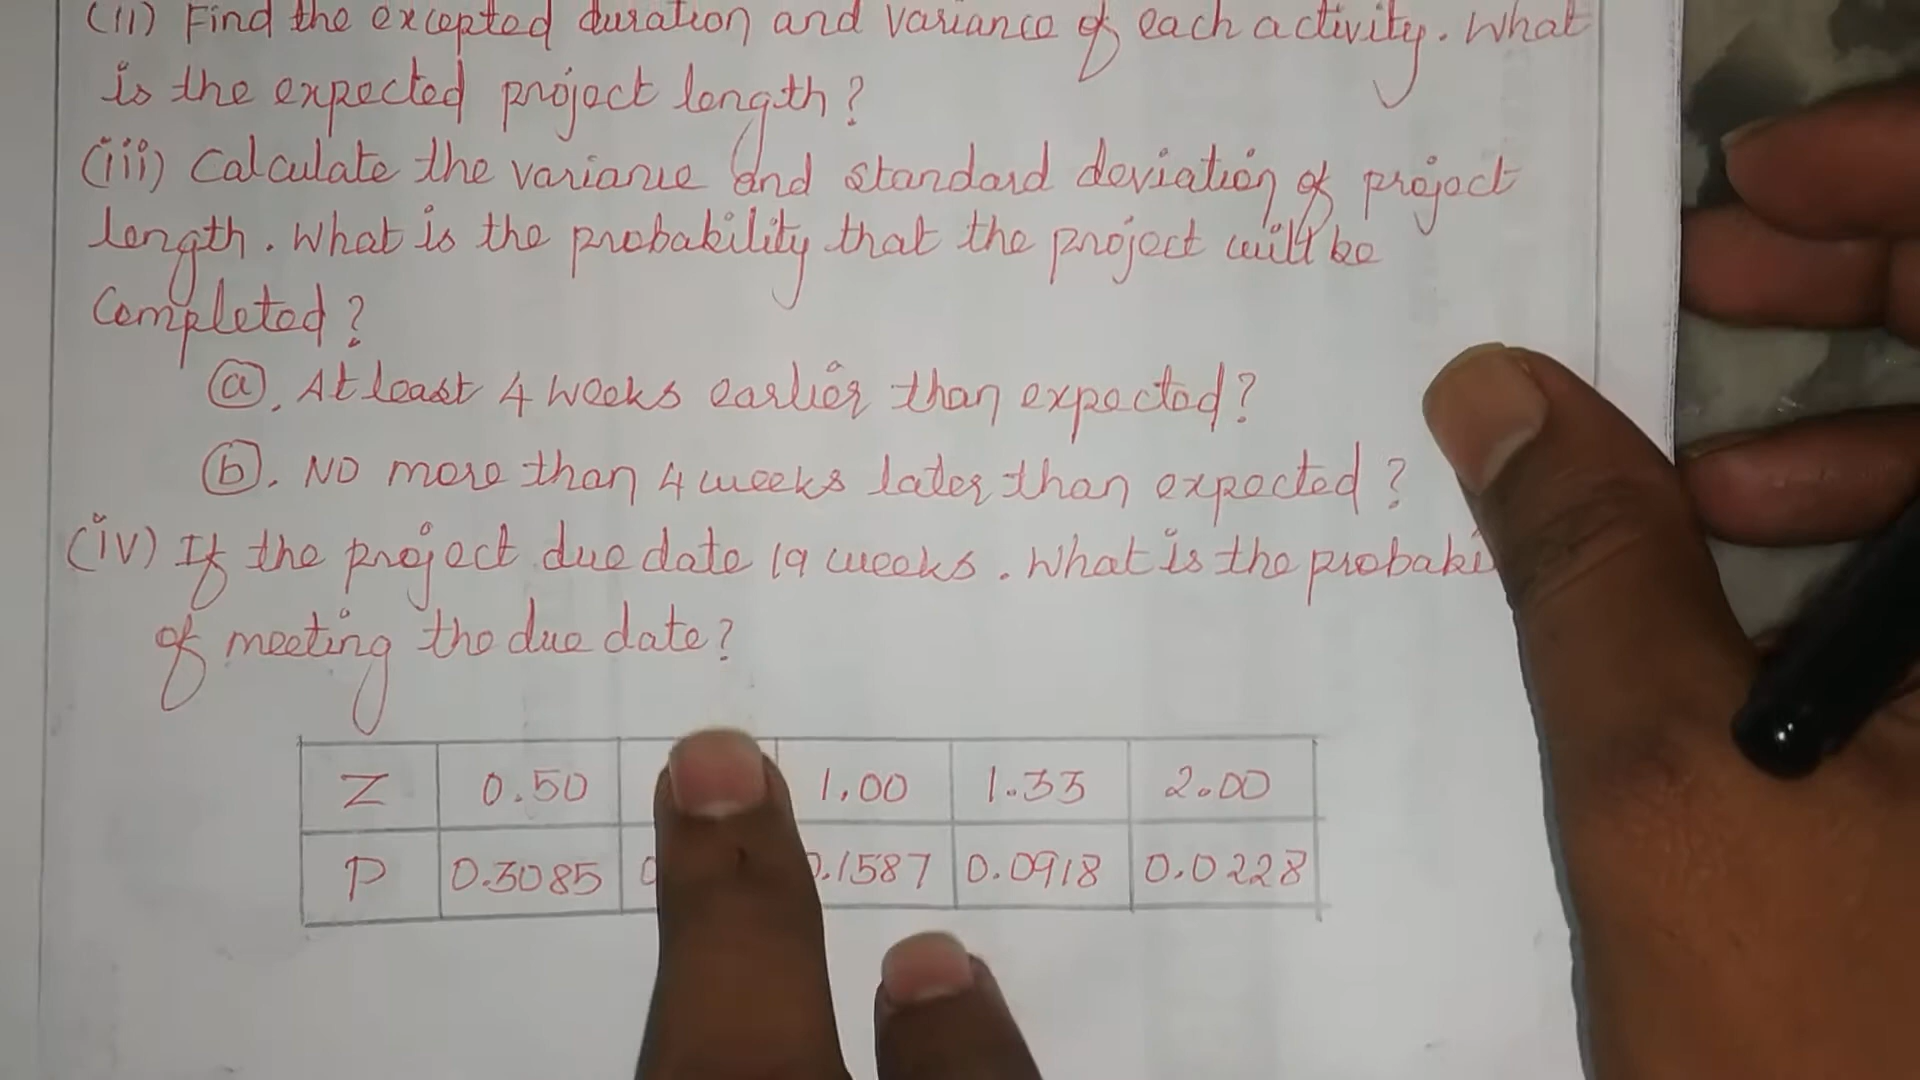 (ii) Find the excepted duration and variance of each activity. What
is the expected project length?
(iii) Calculate the variance and standard deviation of project
length. What is the probability that the project will be
Completed?
(a). At least 4 weeks earlier than expected?
(b). No more than 4 weeks later than expected?
(iv) If the project due date 19 weeks. What is the probabi
of meeting the due date?
Z 0.50 1.00 1.33 2.00
P 0.3085 0.1587 0.0918 0.0228